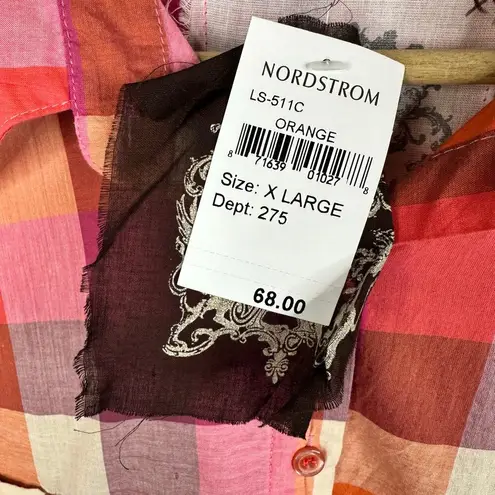 NORDSTROM
LS-511C
ORANGE
8 71639 01027 8
Size: X LARGE
Dept: 275
68.00